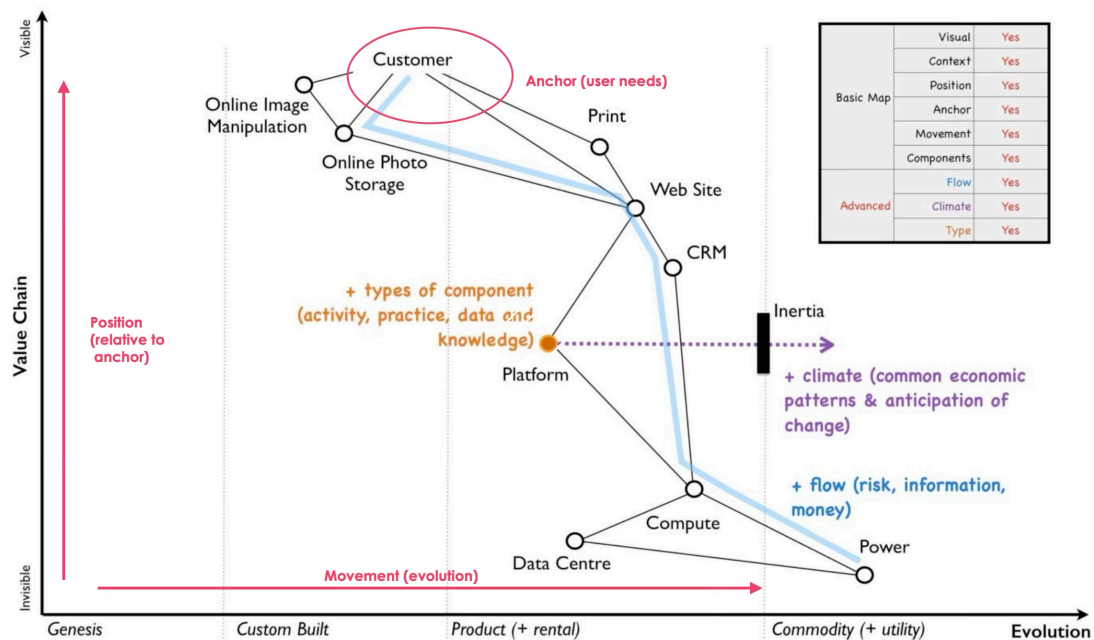 Visible
Customer
Anchor (user needs)
Online Image
Manipulation
Print
Online Photo
Storage
Web Site
CRM
Visual Yes
Context Yes
Basic Map Position Yes
Anchor Yes
Movement Yes
Components Yes
Flow Yes
Advanced Climate Yes
Type Yes
Value Chain
Position
(relative to
anchor)
+ types of component
(activity, practice, data and
knowledge)
Platform
Inertia
+ climate (common economic
patterns & anticipation of
change)
+ flow (risk, information,
money)
Compute
Data Centre
Power
Movement (evolution)
Invisible
Genesis
Custom Built
Product (+ rental)
Commodity (+ utility)
Evolution